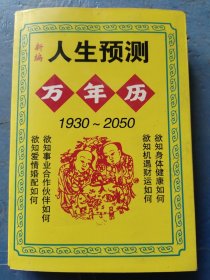 新编
人生预测
万年历
1930~2050
欲知身体健康如何
欲知机遇财运如何
欲知事业合作伙伴如何
欲知爱情婚配如何